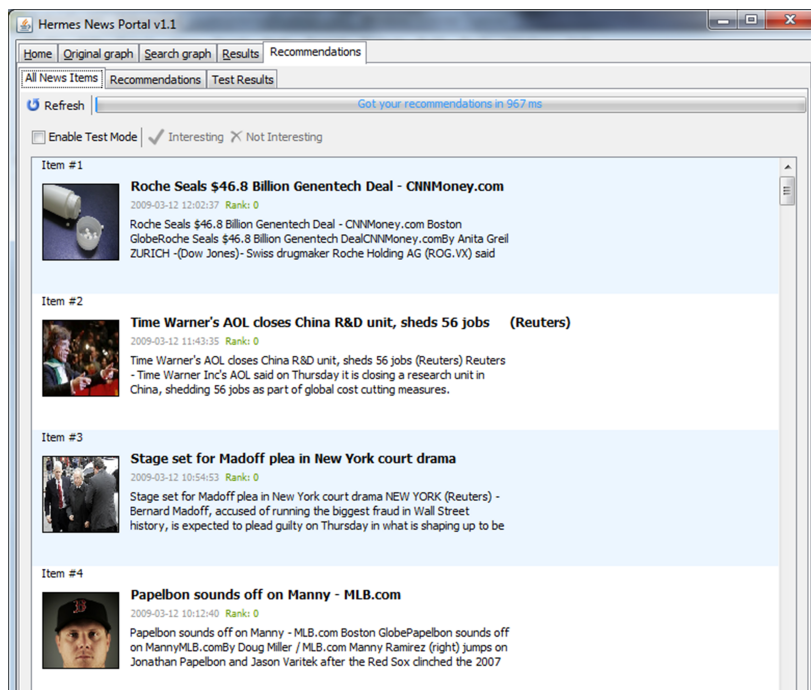 Hermes News Portal v1.1
Home Original graph Search graph Results Recommendations
All News Items Recommendations Test Results
Refresh Got your recommendations in 967 ms
Enable Test Mode Interesting Not Interesting
Item #1
Roche Seals $46.8 Billion Genentech Deal - CNNMoney.com
2009-03-12 12:02:37 Rank: 0
Roche Seals $46.8 Billion Genentech Deal - CNNMoney.com Boston
GlobeRoche Seals $46.8 Billion Genentech DealCNNMoney.comBy Anita Greil
ZURICH -(Dow Jones)- Swiss drugmaker Roche Holding AG (ROG.VX) said
Item #2
Time Warner's AOL closes China R&D unit, sheds 56 jobs (Reuters)
2009-03-12 11:43:35 Rank: 0
Time Warner's AOL closes China R&D unit, sheds 56 jobs (Reuters) Reuters
- Time Warner Inc's AOL said on Thursday it is closing a research unit in
China, shedding 56 jobs as part of global cost cutting measures.
Item #3
Stage set for Madoff plea in New York court drama
2009-03-12 10:54:53 Rank: 0
Stage set for Madoff plea in New York court drama NEW YORK (Reuters) -
Bernard Madoff, accused of running the biggest fraud in Wall Street
history, is expected to plead guilty on Thursday in what is shaping up to be
Item #4
Papelbon sounds off on Manny - MLB.com
2009-03-12 10:12:40 Rank: 0
Papelbon sounds off on Manny - MLB.com Boston GlobePapelbon sounds off
on MannyMLB.comBy Doug Miller / MLB.com Manny Ramirez (right) jumps on
Jonathan Papelbon and Jason Varitek after the Red Sox clinched the 2007